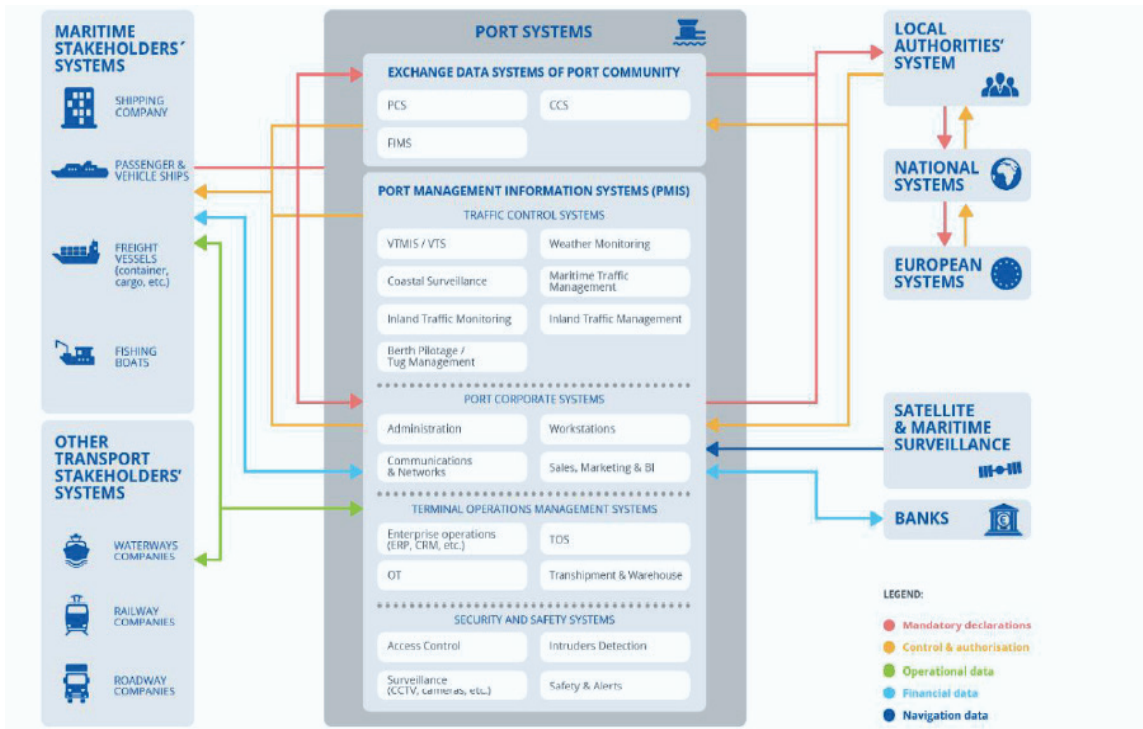 MARITIME
STAKEHOLDERS´
SYSTEMS
SHIPPING
COMPANY
PASSENGER &
VEHICLE SHIPS
FREIGHT
VESSELS
(container,
cargo, etc.)
FISHING
BOATS
OTHER
TRANSPORT
STAKEHOLDERS’
SYSTEMS
WATERWAYS
COMPANIES
RAILWAY
COMPANIES
ROADWAY
COMPANIES
PORT SYSTEMS
EXCHANGE DATA SYSTEMS OF PORT COMMUNITY
PCS
CCS
FIMS
PORT MANAGEMENT INFORMATION SYSTEMS (PMIS)
TRAFFIC CONTROL SYSTEMS
VTMIS / VTS
Weather Monitoring
Coastal Surveillance
Maritime Traffic
Management
Inland Traffic Monitoring
Inland Traffic Management
Berth Pilotage /
Tug Management
PORT CORPORATE SYSTEMS
Administration
Workstations
Communications
& Networks
Sales, Marketing & BI
TERMINAL OPERATIONS MANAGEMENT SYSTEMS
Enterprise operations
(ERP, CRM, etc.)
TOS
OT
Transhipment & Warehouse
SECURITY AND SAFETY SYSTEMS
Access Control
Intruders Detection
Surveillance
(CCTV, cameras, etc.)
Safety & Alerts
LOCAL
AUTHORITIES’
SYSTEM
NATIONAL
SYSTEMS
EUROPEAN
SYSTEMS
SATELLITE
& MARITIME
SURVEILLANCE
BANKS
€
LEGEND:
Mandatory declarations
Control & authorisation
Operational data
Financial data
Navigation data